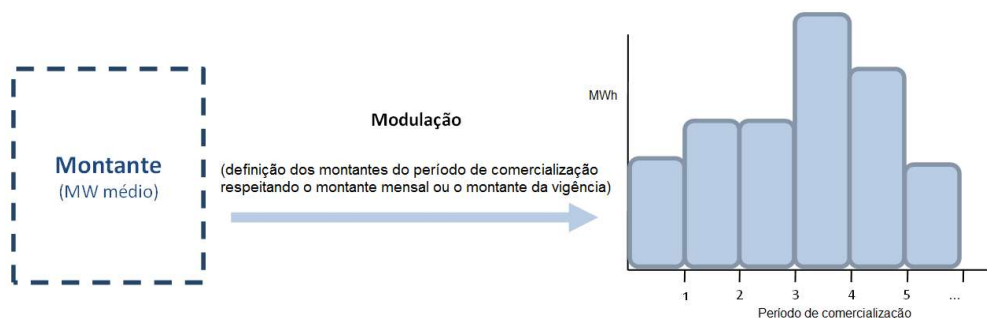 Montante
(MW médio)
Modulação
(definição dos montantes do período de comercialização
respeitando o montante mensal ou o montante da vigência)
MWh
1 2 3 4 5 ...
Período de comercialização